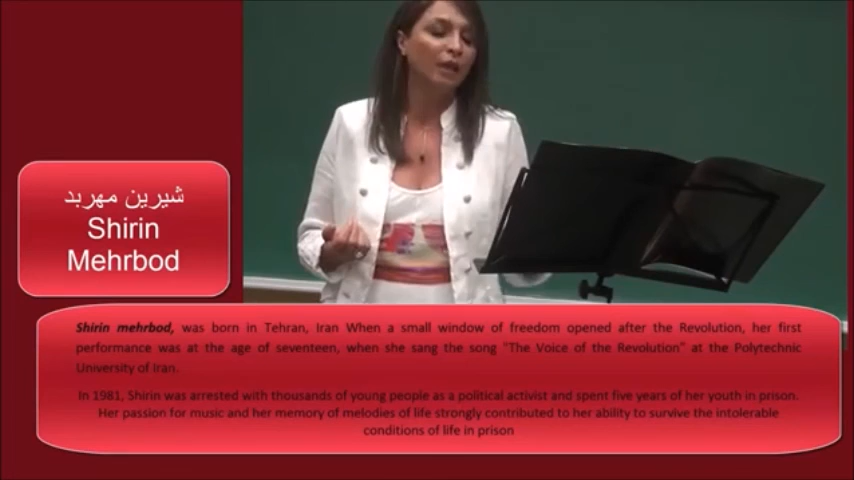 شیرین مهربد
Shirin
Mehrbod
Shirin mehrbod, was born in Tehran, Iran When a small window of freedom opened after the Revolution, her first
performance was at the age of seventeen, when she sang the song "The Voice of the Revolution" at the Polytechnic
University of Iran.
In 1981, Shirin was arrested with thousands of young people as a political activist and spent five years of her youth in prison.
Her passion for music and her memory of melodies of life strongly contributed to her ability to survive the intolerable
conditions of life in prison